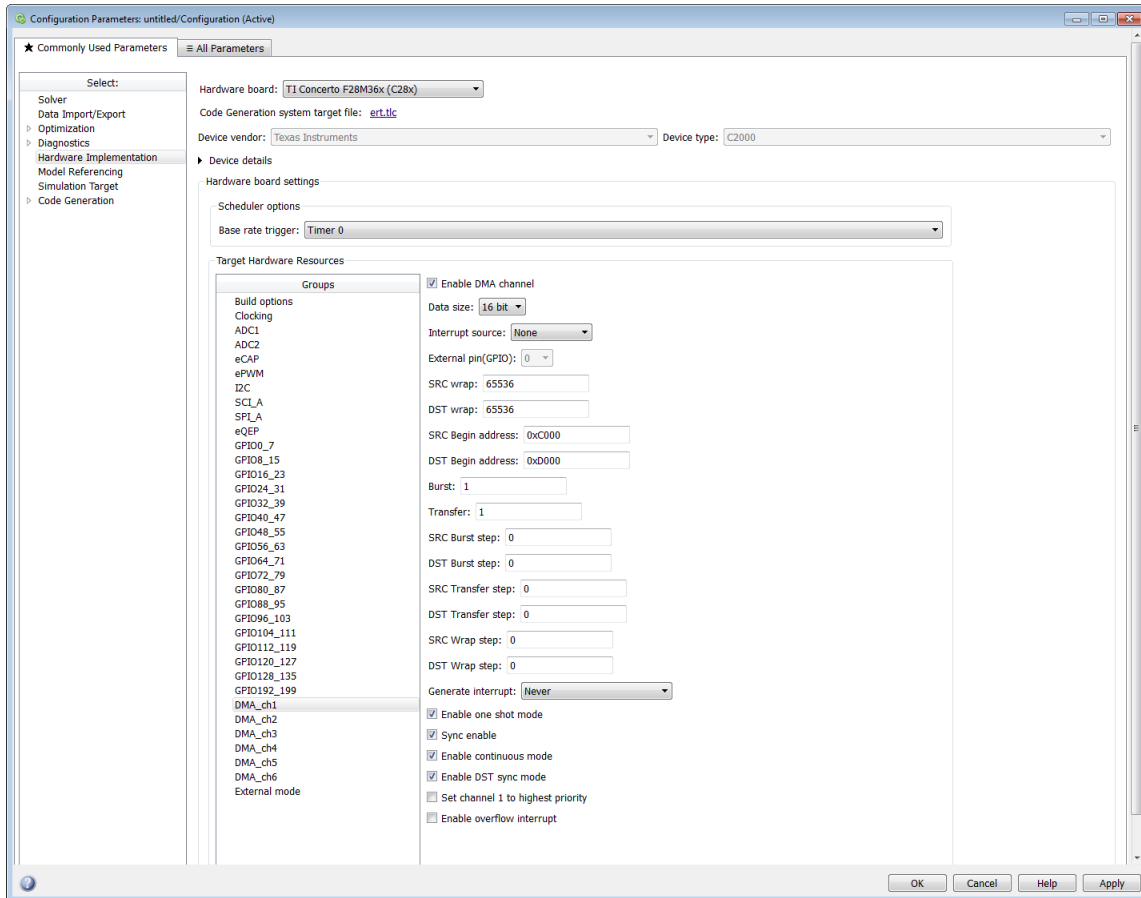 Configuration Parameters: untitled/Configuration (Active)
★ Commonly Used Parameters
≡ All Parameters
Select:
Solver
Data Import/Export
Optimization
Diagnostics
Hardware Implementation
Model Referencing
Simulation Target
Code Generation
Hardware board: TI Concerto F28M36x (C28x)
Code Generation system target file: ert.tlc
Device vendor: Texas Instruments Device type: C2000
Device details
Hardware board settings
Scheduler options
Base rate trigger: Timer 0
Target Hardware Resources
Groups
Build options
Clocking
ADC1
ADC2
eCAP
ePWM
I2C
SCI_A
SPI_A
eQEP
GPIO0_7
GPIO8_15
GPIO16_23
GPIO24_31
GPIO32_39
GPIO40_47
GPIO48_55
GPIO56_63
GPIO64_71
GPIO72_79
GPIO80_87
GPIO88_95
GPIO96_103
GPIO104_111
GPIO112_119
GPIO120_127
GPIO128_135
GPIO192_199
DMA_ch1
DMA_ch2
DMA_ch3
DMA_ch4
DMA_ch5
DMA_ch6
External mode
Enable DMA channel
Data size: 16 bit
Interrupt source: None
External pin(GPIO): 0
SRC wrap: 65536
DST wrap: 65536
SRC Begin address: 0xC000
DST Begin address: 0xD000
Burst: 1
Transfer: 1
SRC Burst step: 0
DST Burst step: 0
SRC Transfer step: 0
DST Transfer step: 0
SRC Wrap step: 0
DST Wrap step: 0
Generate interrupt: Never
Enable one shot mode
Sync enable
Enable continuous mode
Enable DST sync mode
Set channel 1 to highest priority
Enable overflow interrupt
?
OK
Cancel
Help
Apply